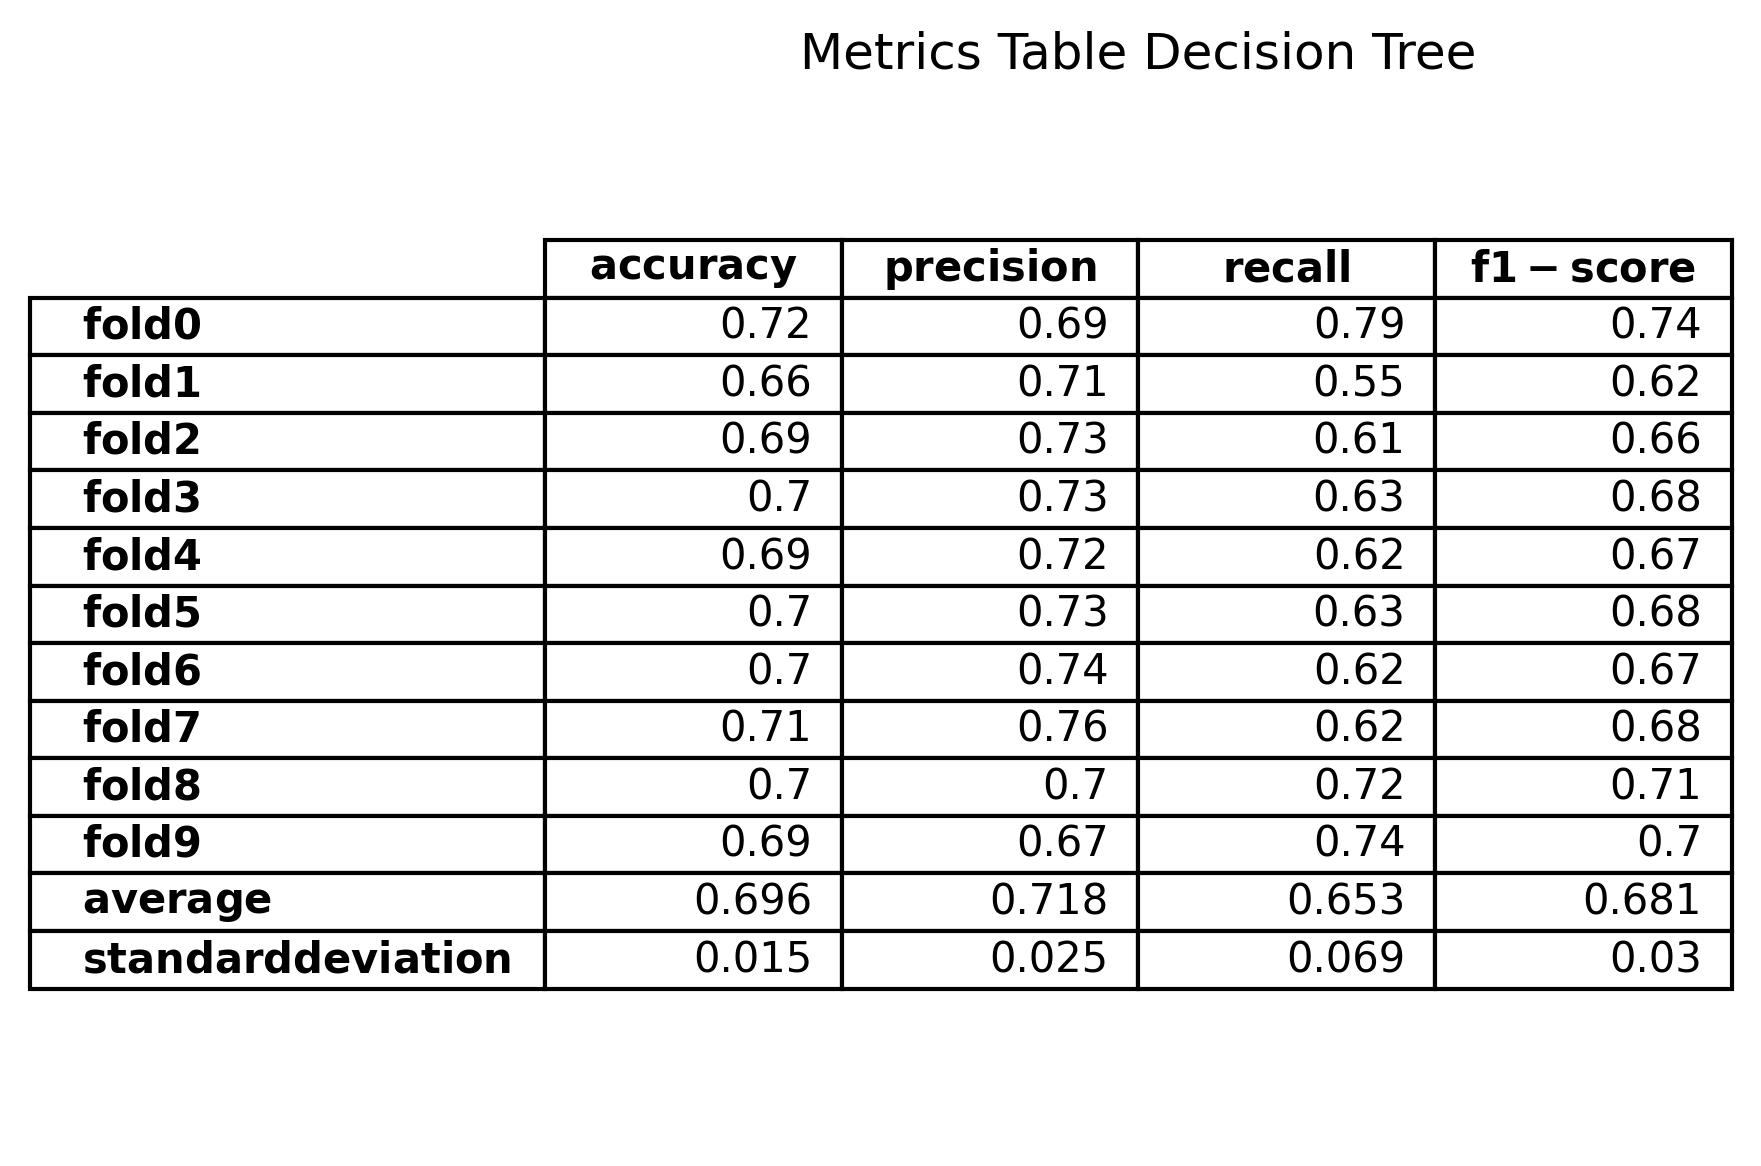 Metrics Table Decision Tree
accuracy precision recall f1 − score
fold0 0.72 0.69 0.79 0.74
fold1 0.66 0.71 0.55 0.62
fold2 0.69 0.73 0.61 0.66
fold3 0.7 0.73 0.63 0.68
fold4 0.69 0.72 0.62 0.67
fold5 0.7 0.73 0.63 0.68
fold6 0.7 0.74 0.62 0.67
fold7 0.71 0.76 0.62 0.68
fold8 0.7 0.7 0.72 0.71
fold9 0.69 0.67 0.74 0.7
average 0.696 0.718 0.653 0.681
standarddeviation 0.015 0.025 0.069 0.03